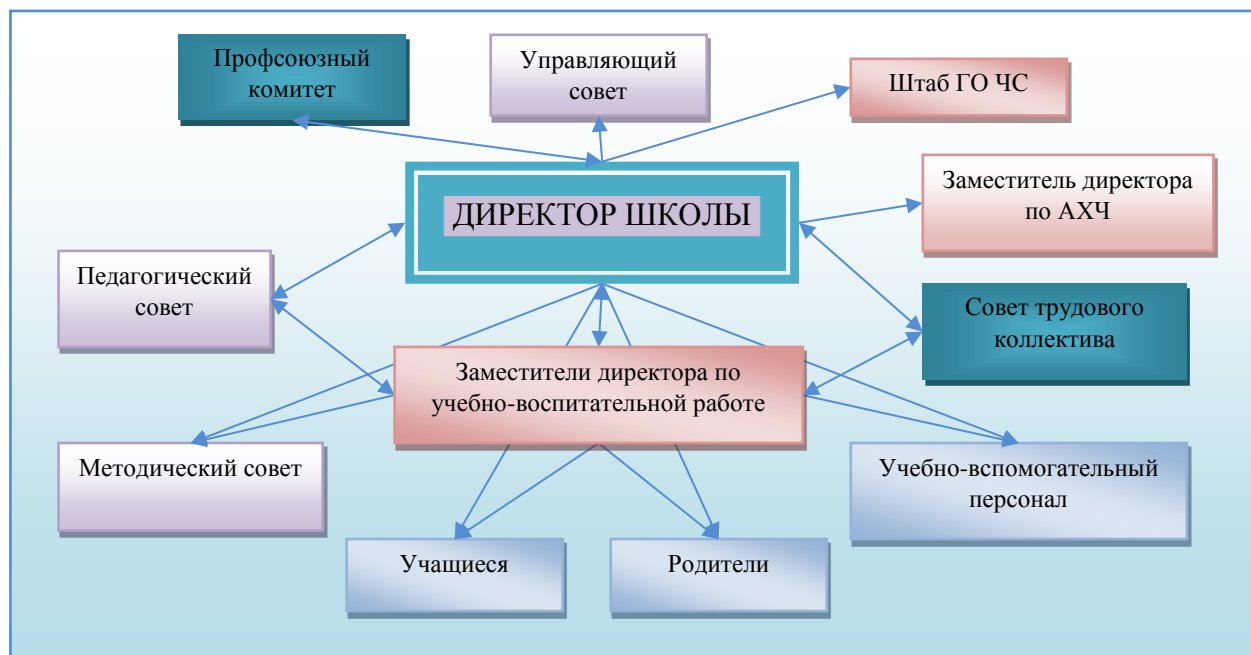 Профсоюзный
комитет
Управляющий
совет
Штаб ГО ЧС
ДИРЕКТОР ШКОЛЫ
Заместитель директора
по АХЧ
Педагогический
совет
Совет трудового
коллектива
Заместители директора по
учебно-воспитательной работе
Методический совет
Учебно-вспомогательный
персонал
Учащиеся
Родители